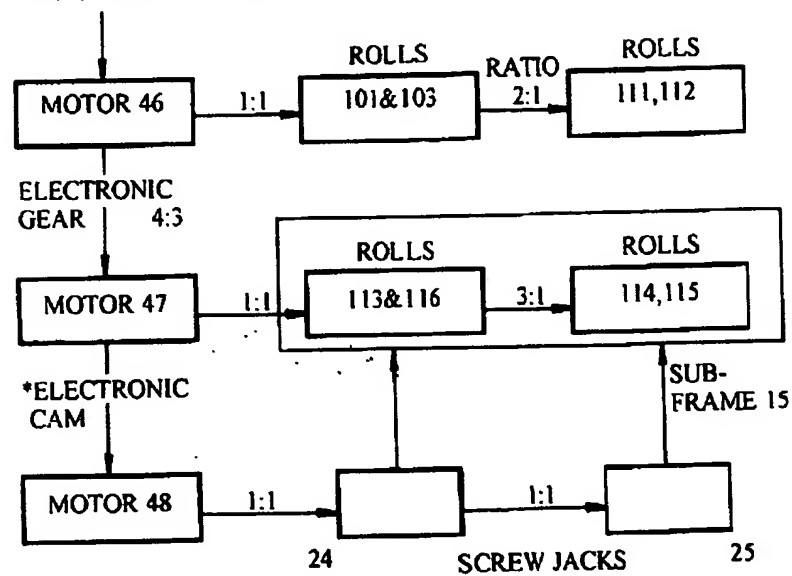 ROLLS
RATIO
ROLLS
MOTOR 46
1:1
101&103
2:1
111,112
ELECTRONIC
GEAR 4:3
ROLLS
ROLLS
MOTOR 47
1:1
113&116
3:1
114,115
*ELECTRONIC
CAM
SUB-
FRAME 15
MOTOR 48
1:1
1:1
24
SCREW JACKS
25